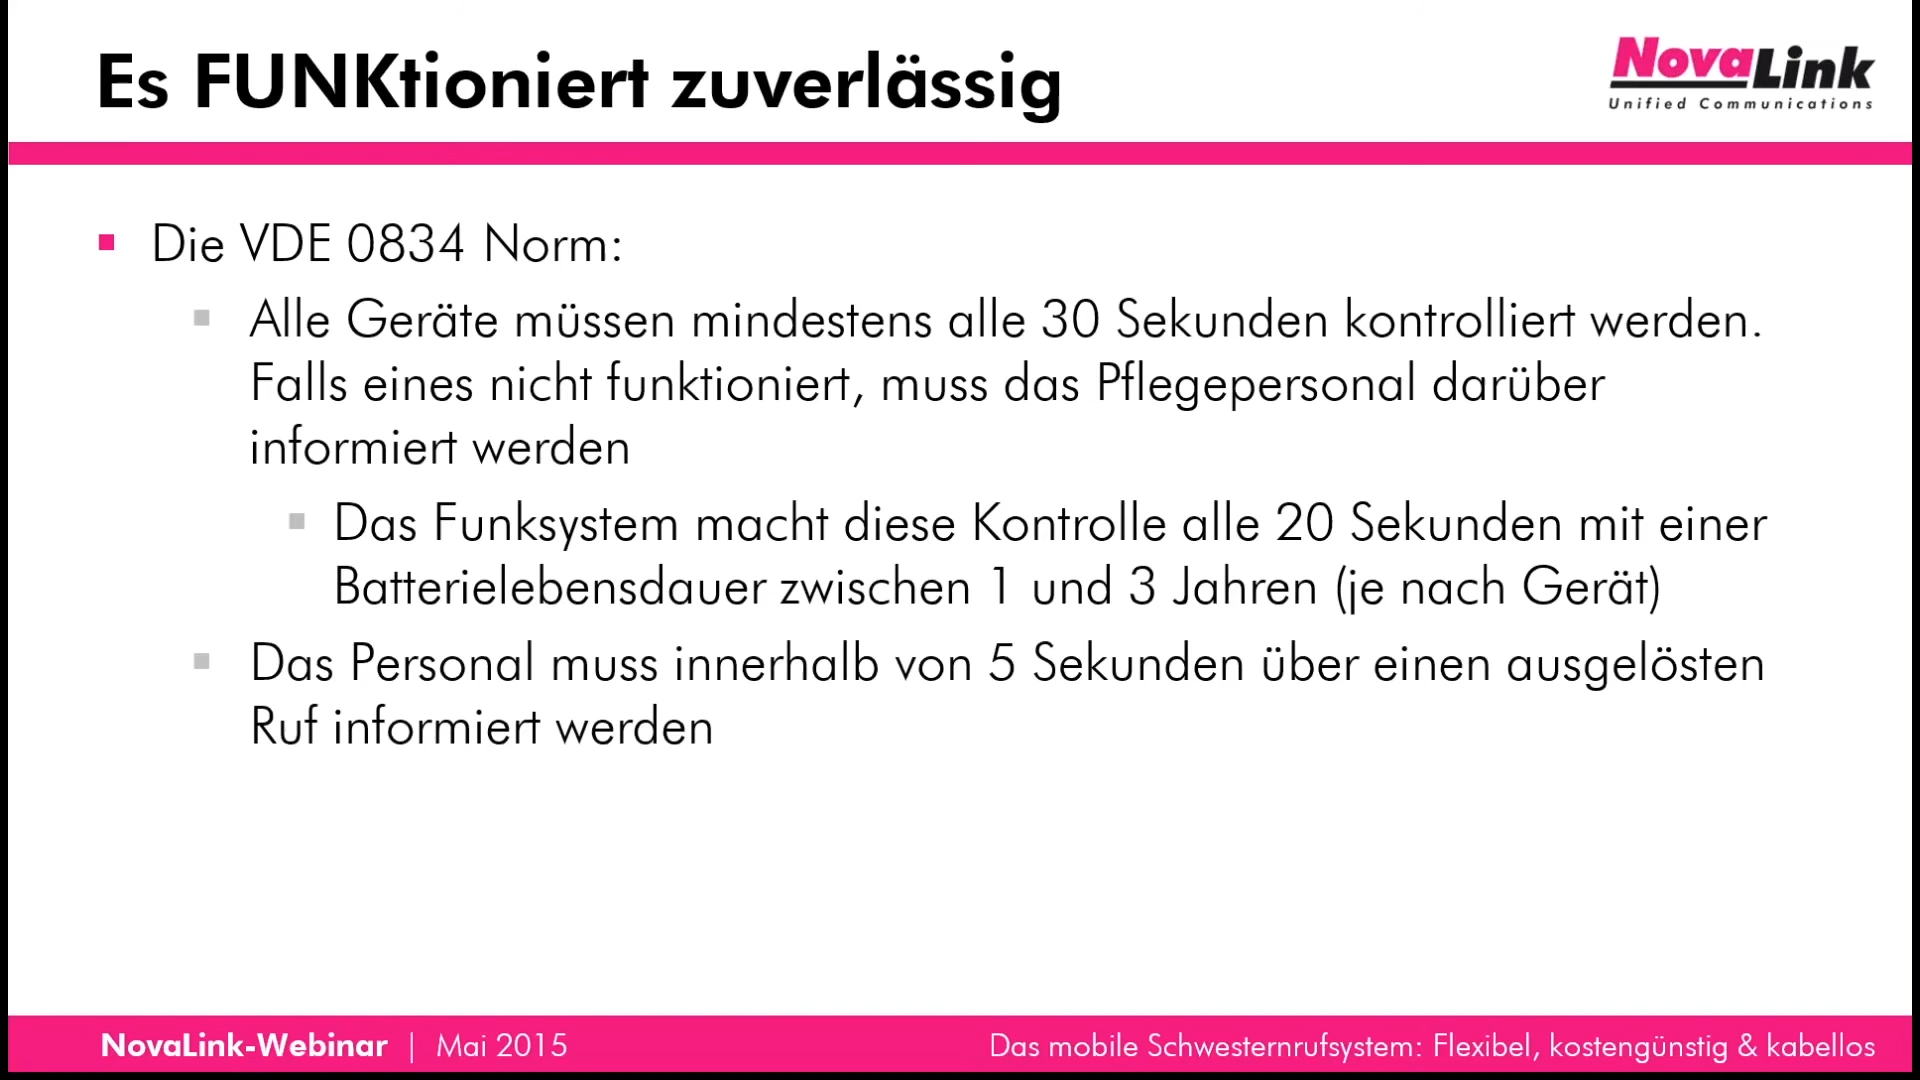 Es FUNKtioniert zuverlässig
NovaLink
Unified Communications
Die VDE 0834 Norm:
Alle Geräte müssen mindestens alle 30 Sekunden kontrolliert werden.
Falls eines nicht funktioniert, muss das Pflegepersonal darüber
informiert werden
Das Funksystem macht diese Kontrolle alle 20 Sekunden mit einer
Batterielebensdauer zwischen 1 und 3 Jahren (je nach Gerät)
Das Personal muss innerhalb von 5 Sekunden über einen ausgelösten
Ruf informiert werden
NovaLink-Webinar | Mai 2015
Das mobile Schwesternrufsystem: Flexibel, kostengünstig & kabellos